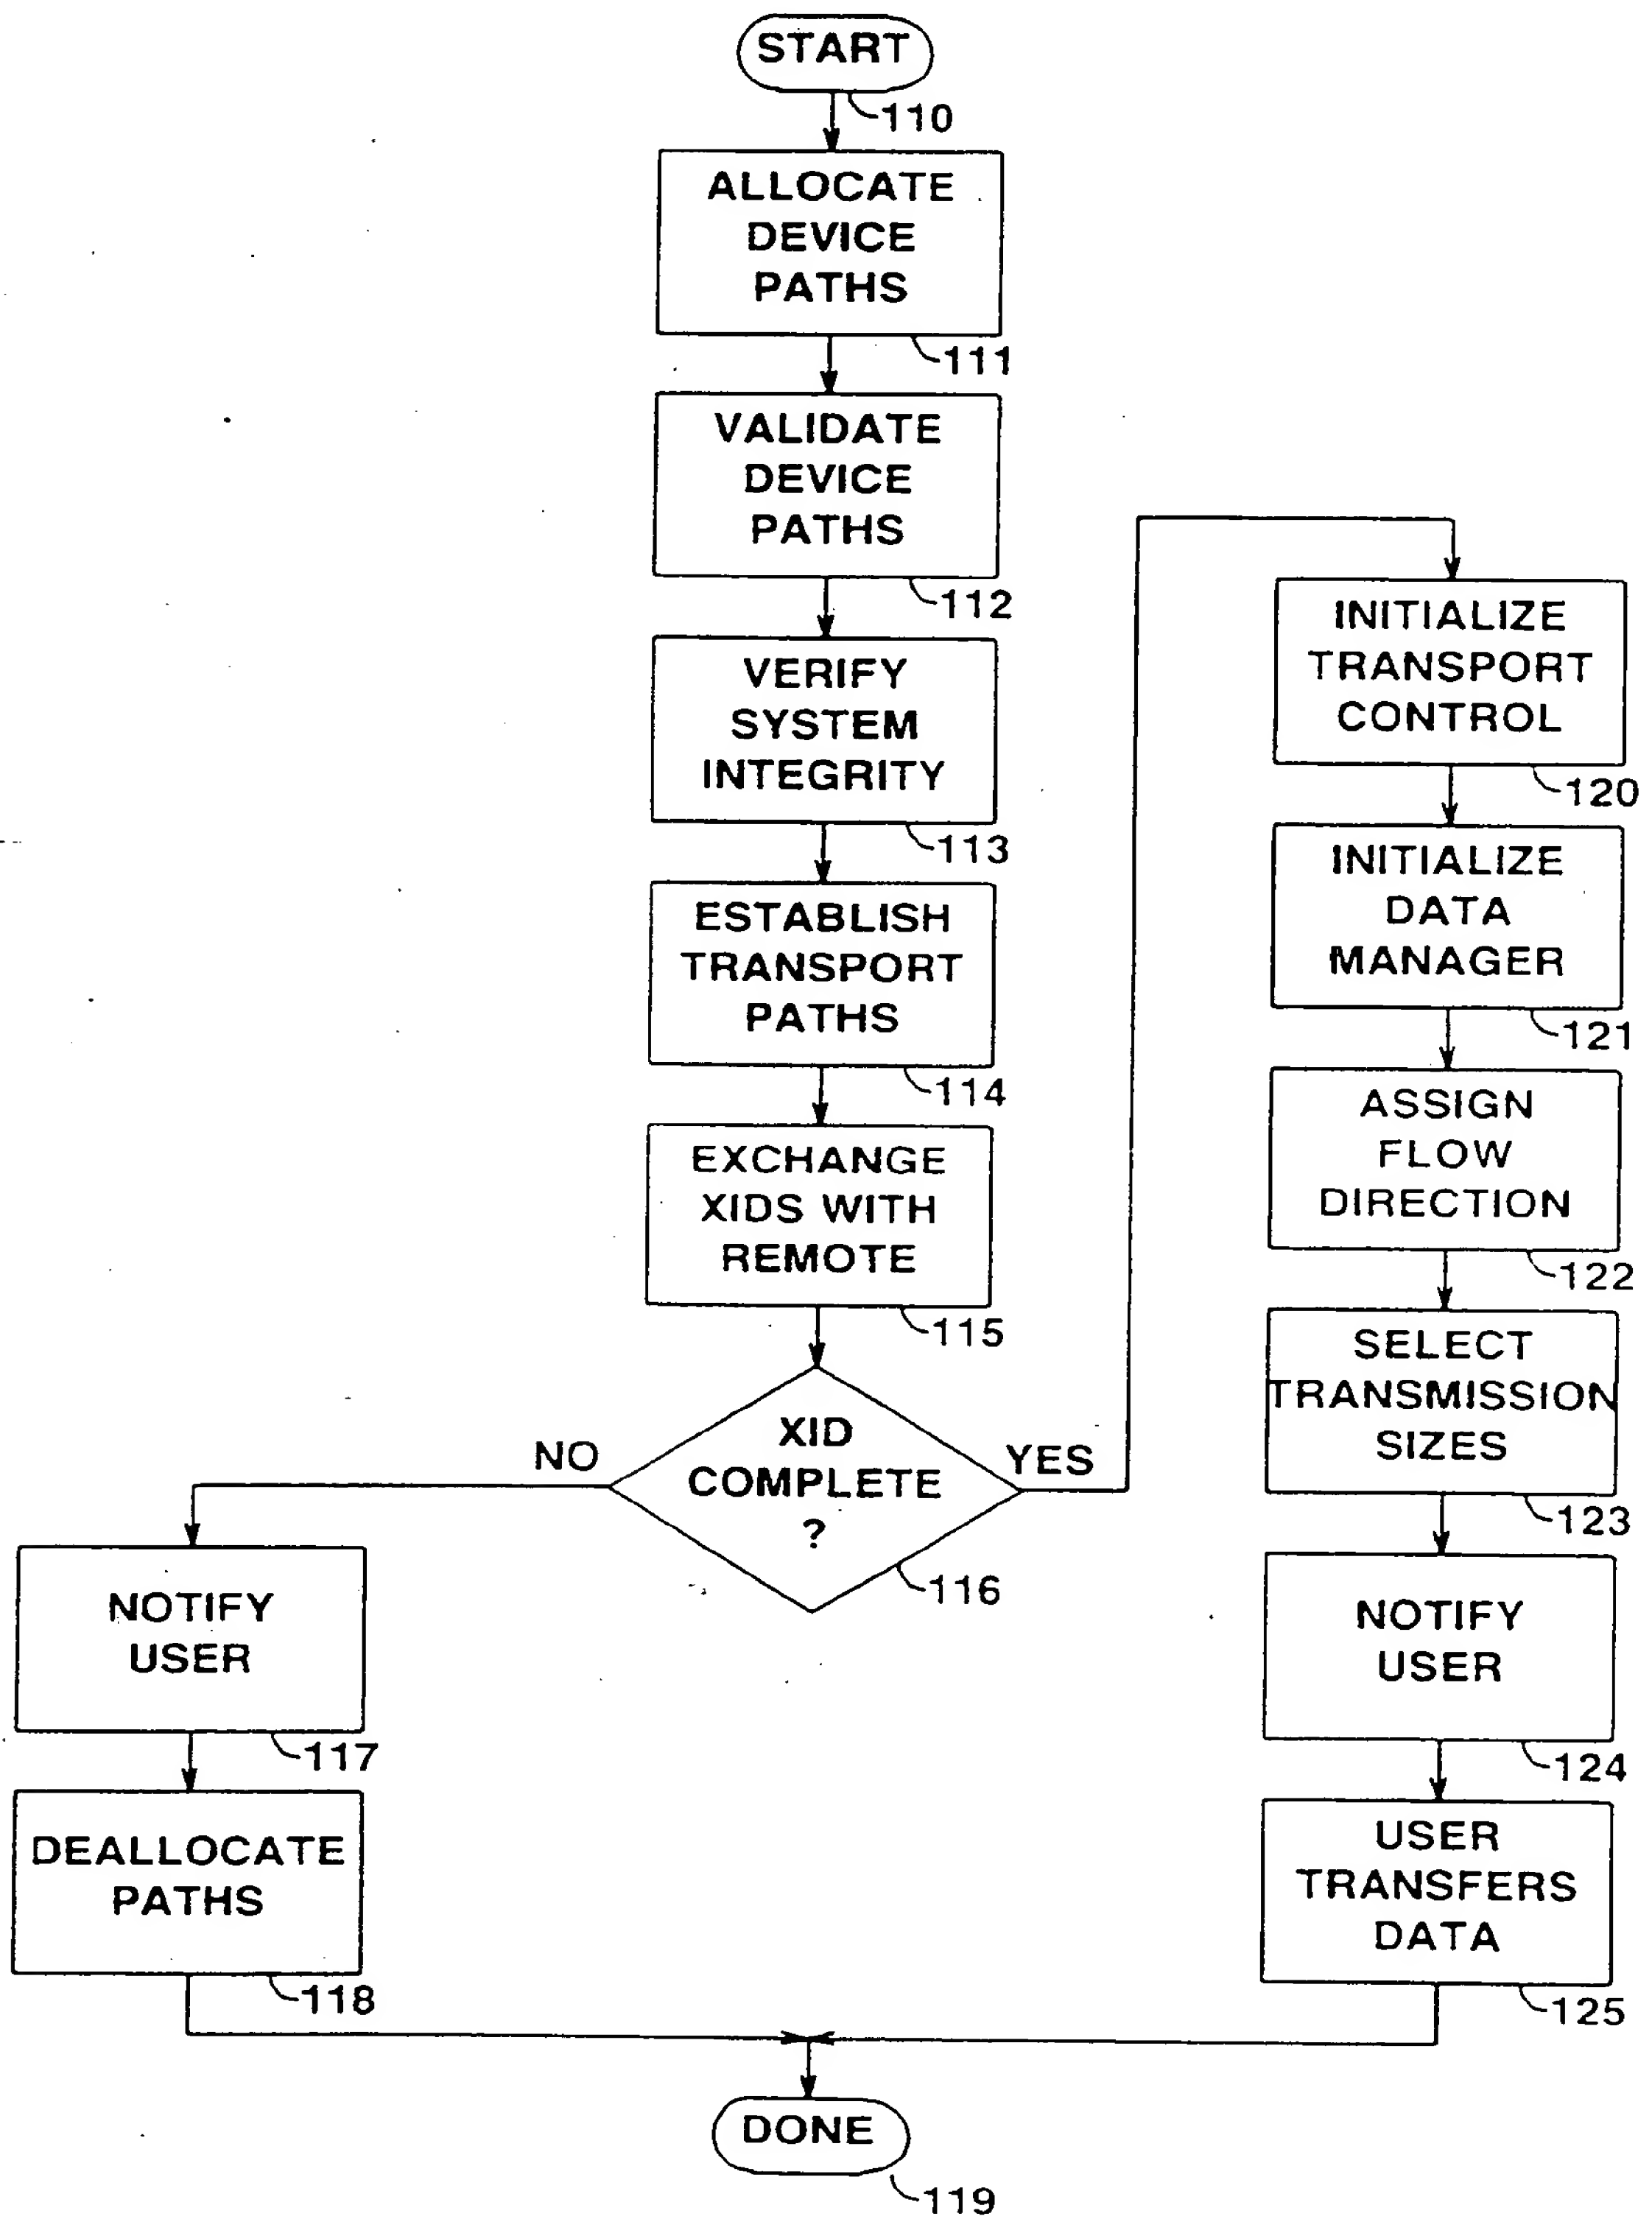 START
110
ALLOCATE
DEVICE
PATHS
111
VALIDATE
DEVICE
PATHS
112
VERIFY
SYSTEM
INTEGRITY
113
ESTABLISH
TRANSPORT
PATHS
114
EXCHANGE
XIDS WITH
REMOTE
115
XID
COMPLETE
?
116
NO
YES
NOTIFY
USER
117
DEALLOCATE
PATHS
118
INITIALIZE
TRANSPORT
CONTROL
120
INITIALIZE
DATA
MANAGER
121
ASSIGN
FLOW
DIRECTION
122
SELECT
TRANSMISSION
SIZES
123
NOTIFY
USER
124
USER
TRANSFERS
DATA
125
DONE
119